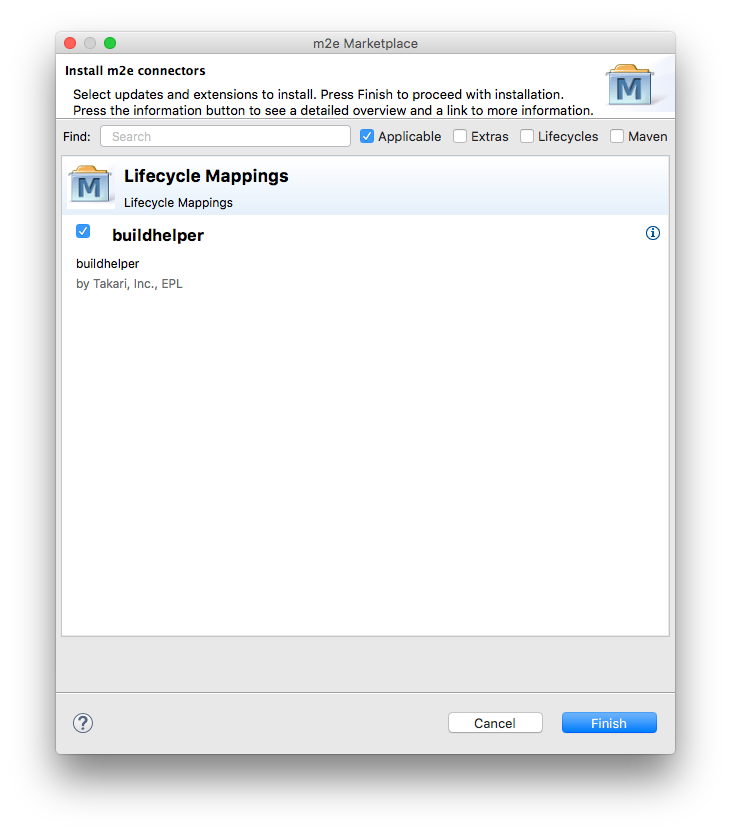 m2e Marketplace
Install m2e connectors
Select updates and extensions to install. Press Finish to proceed with installation.
Press the information button to see a detailed overview and a link to more information.
Find: Search Applicable Extras Lifecycles Maven
M
M
Lifecycle Mappings
Lifecycle Mappings
buildhelper
buildhelper
by Takari, Inc., EPL
? Cancel Finish